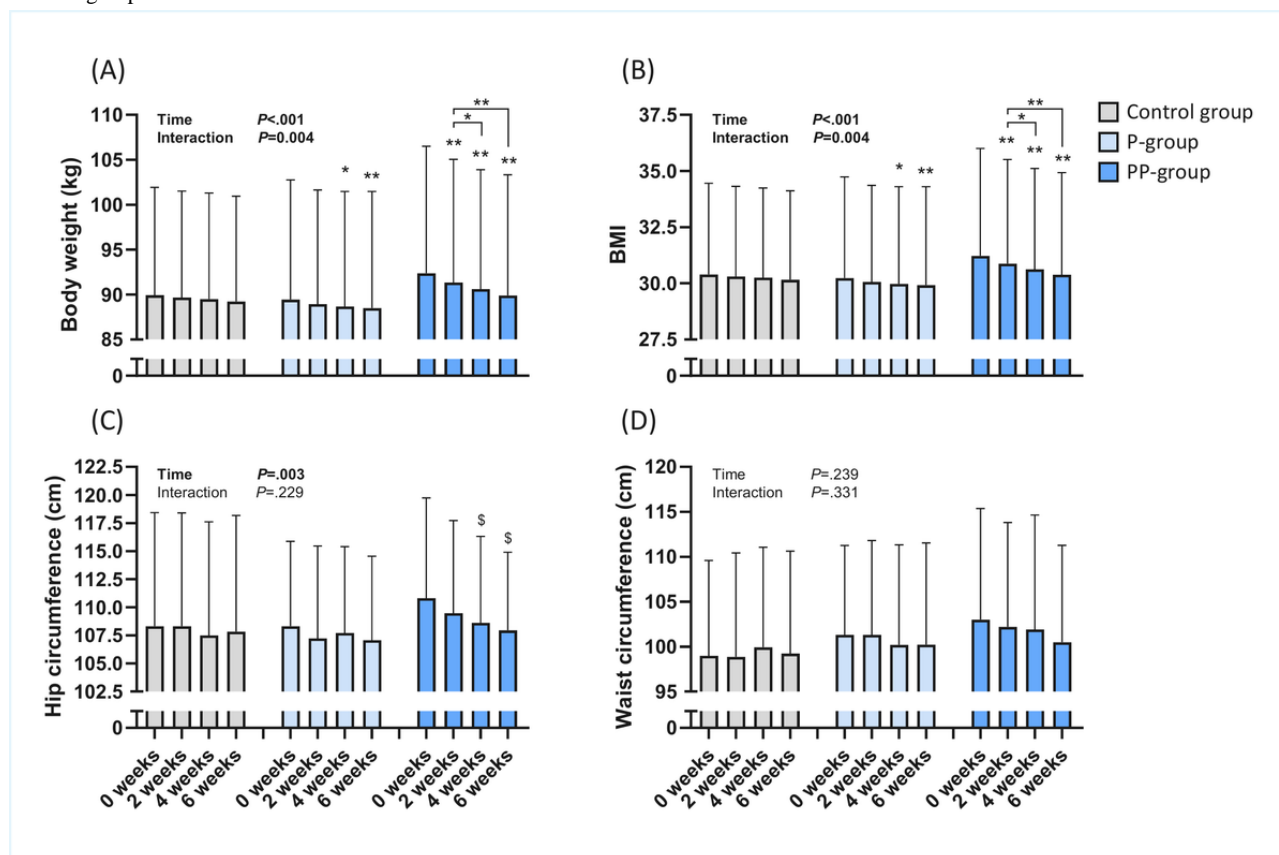 (A)
Body weight (kg)
110
105
100
95
90
85
0
Time P<.001
Interaction P=0.004
* ** ** ** ** * **
(B)
BMI
37.5
35.0
32.5
30.0
27.5
0
Time P<.001
Interaction P=0.004
* ** ** ** ** * **
Control group
P-group
PP-group
(C)
Hip circumference (cm)
122.5
120.0
117.5
115.0
112.5
110.0
107.5
105.0
102.5
0
Time P=.003
Interaction P=.229
$ $
0 weeks
2 weeks
4 weeks
6 weeks
0 weeks
2 weeks
4 weeks
6 weeks
0 weeks
2 weeks
4 weeks
6 weeks
(D)
Waist circumference (cm)
120
115
110
105
100
95
0
Time P=.239
Interaction P=.331
0 weeks
2 weeks
4 weeks
6 weeks
0 weeks
2 weeks
4 weeks
6 weeks
0 weeks
2 weeks
4 weeks
6 weeks